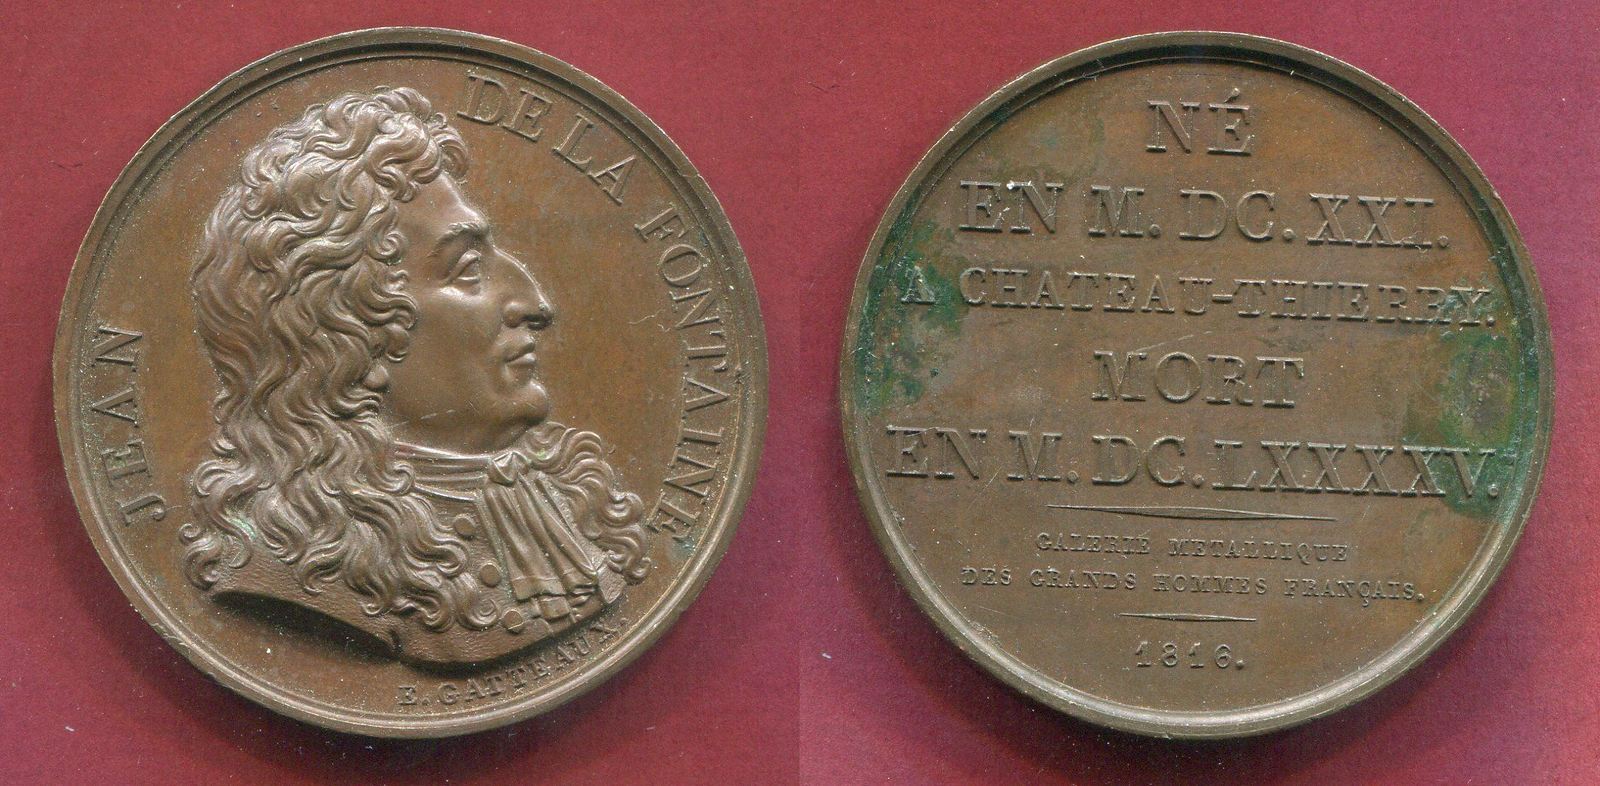 JEAN DE LA FONTAINE
E. GATTEAUX.
NÉ
EN M. DC. XXI.
A CHATEAU-THIERRY.
MORT
EN M. DC. LXXXXV.
GALERIE METALLIQUE
DES GRANDS HOMMES FRANÇAIS.
1816.